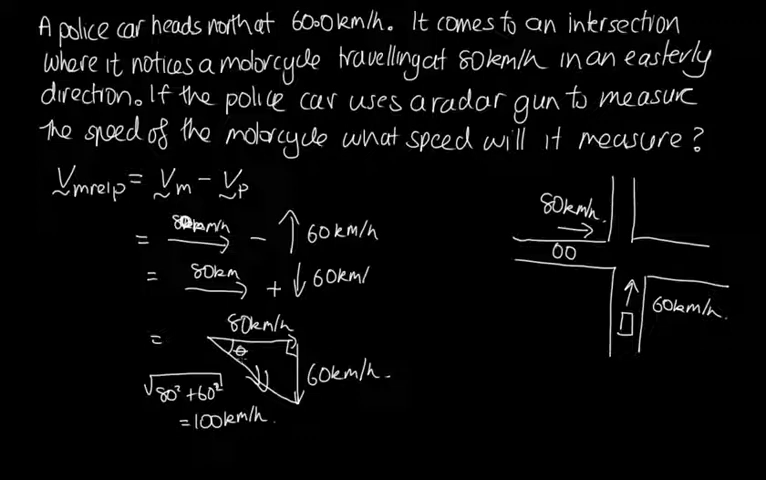 A police car heads north at 60.0km/h. It comes to an intersection
where it notices a motorcycle travelling at 80km/h in an easterly
direction. If the police car uses a radar gun to measure
the speed of the motorcycle what speed will it measure?
V mrelp = Vm - Vp
= 80km/h - 60km/h
= 80km + 60km/
= 80km/h θ 60km/h.
√80²+60²
=100km/h.
80km/h.
00
60km/h.